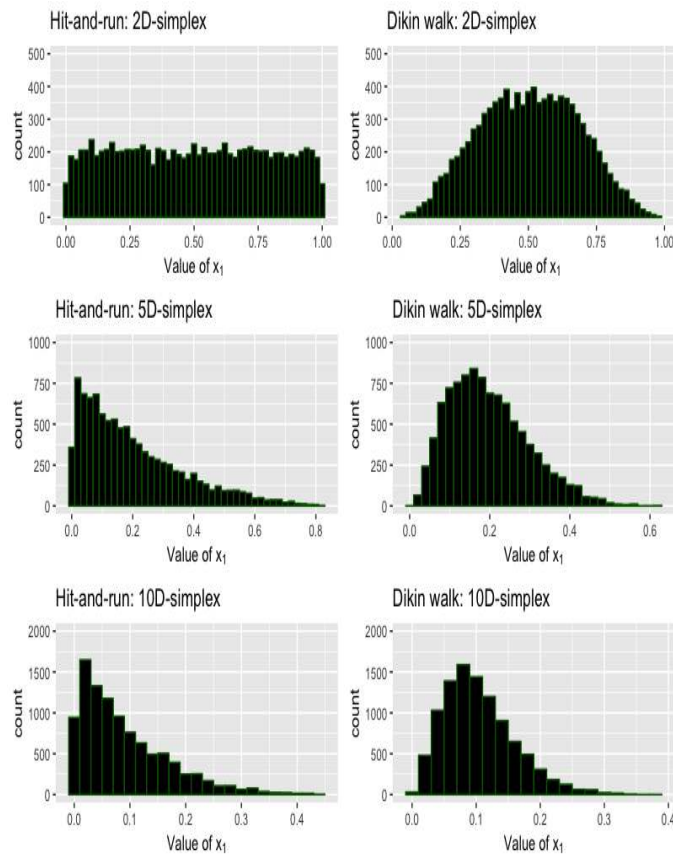 Hit-and-run: 2D-simplex
500
400
300
200
100
0
count
0.00 0.25 0.50 0.75 1.00
Value of x₁
Dikin walk: 2D-simplex
500
400
300
200
100
0
count
0.00 0.25 0.50 0.75 1.00
Value of x₁
Hit-and-run: 5D-simplex
1000
750
500
250
0
count
0.0 0.2 0.4 0.6 0.8
Value of x₁
Dikin walk: 5D-simplex
1000
750
500
250
0
count
0.0 0.2 0.4 0.6
Value of x₁
Hit-and-run: 10D-simplex
2000
1500
1000
500
0
count
0.0 0.1 0.2 0.3 0.4
Value of x₁
Dikin walk: 10D-simplex
2000
1500
1000
500
0
count
0.0 0.1 0.2 0.3 0.4
Value of x₁